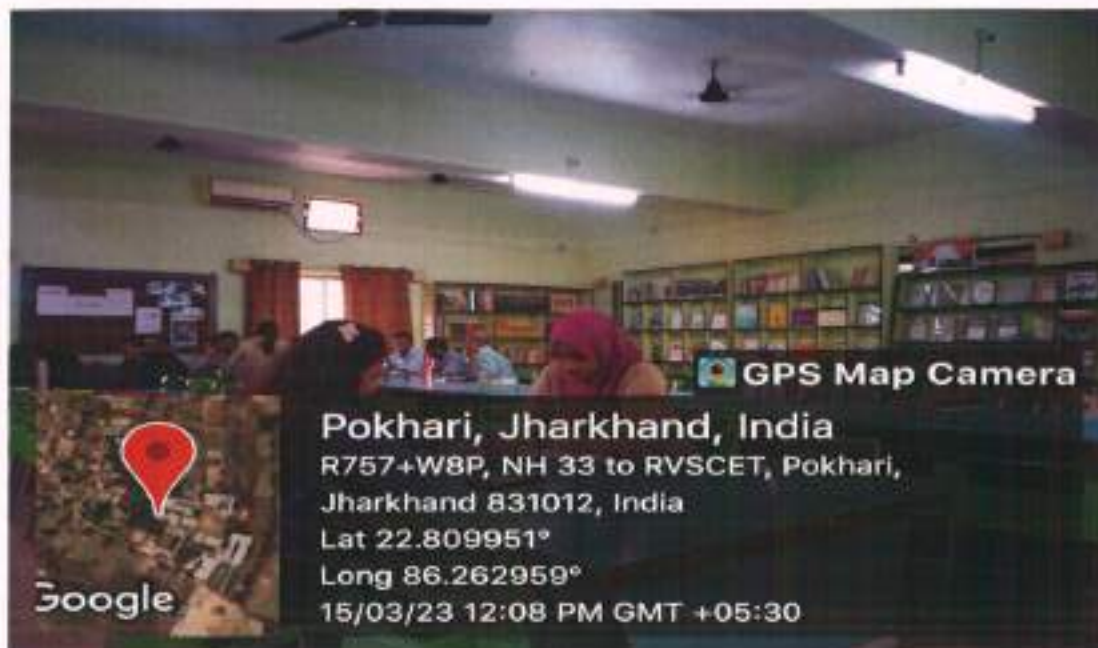 GPS Map Camera
Pokhari, Jharkhand, India
R757+W8P, NH 33 to RVSCET, Pokhari,
Jharkhand 831012, India
Lat 22.809951°
Long 86.262959°
15/03/23 12:08 PM GMT +05:30
Google